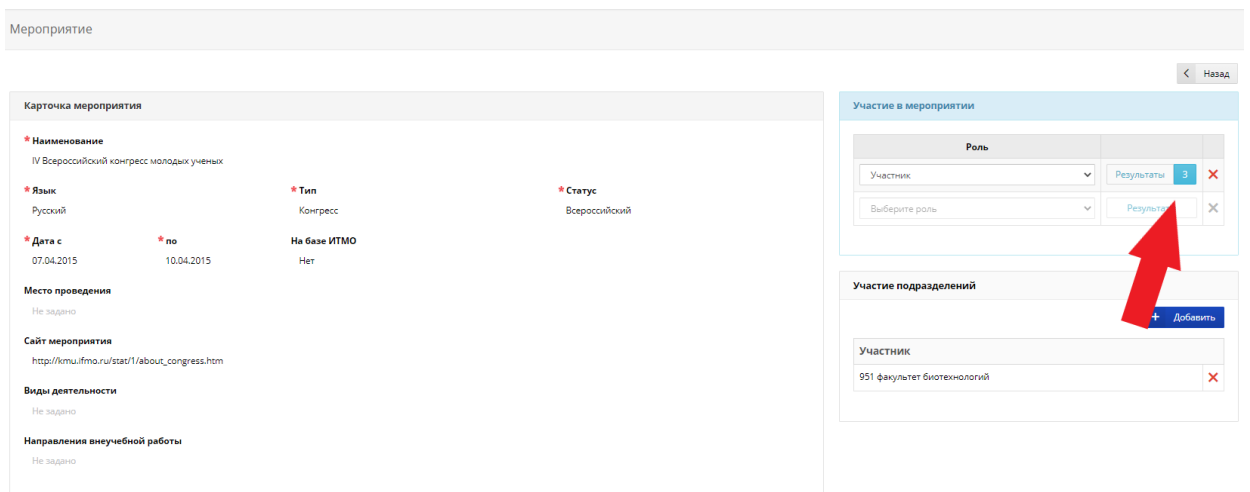 Мероприятие
Назад
Карточка мероприятия
* Наименование
IV Всероссийский конгресс молодых ученых
* Язык * Тип * Статус
Русский Конгресс Всероссийский
* Дата с * по На базе ИТМО
07.04.2015 10.04.2015 Нет
Место проведения
Не задано
Сайт мероприятия
http://kmu.ifmo.ru/stat/1/about_congress.htm
Виды деятельности
Не задано
Направления внеучебной работы
Не задано
Участие в мероприятии
Роль
Участник Результаты 3
Выберите роль
Участие подразделений
+ Добавить
Участник
951 факультет биотехнологий